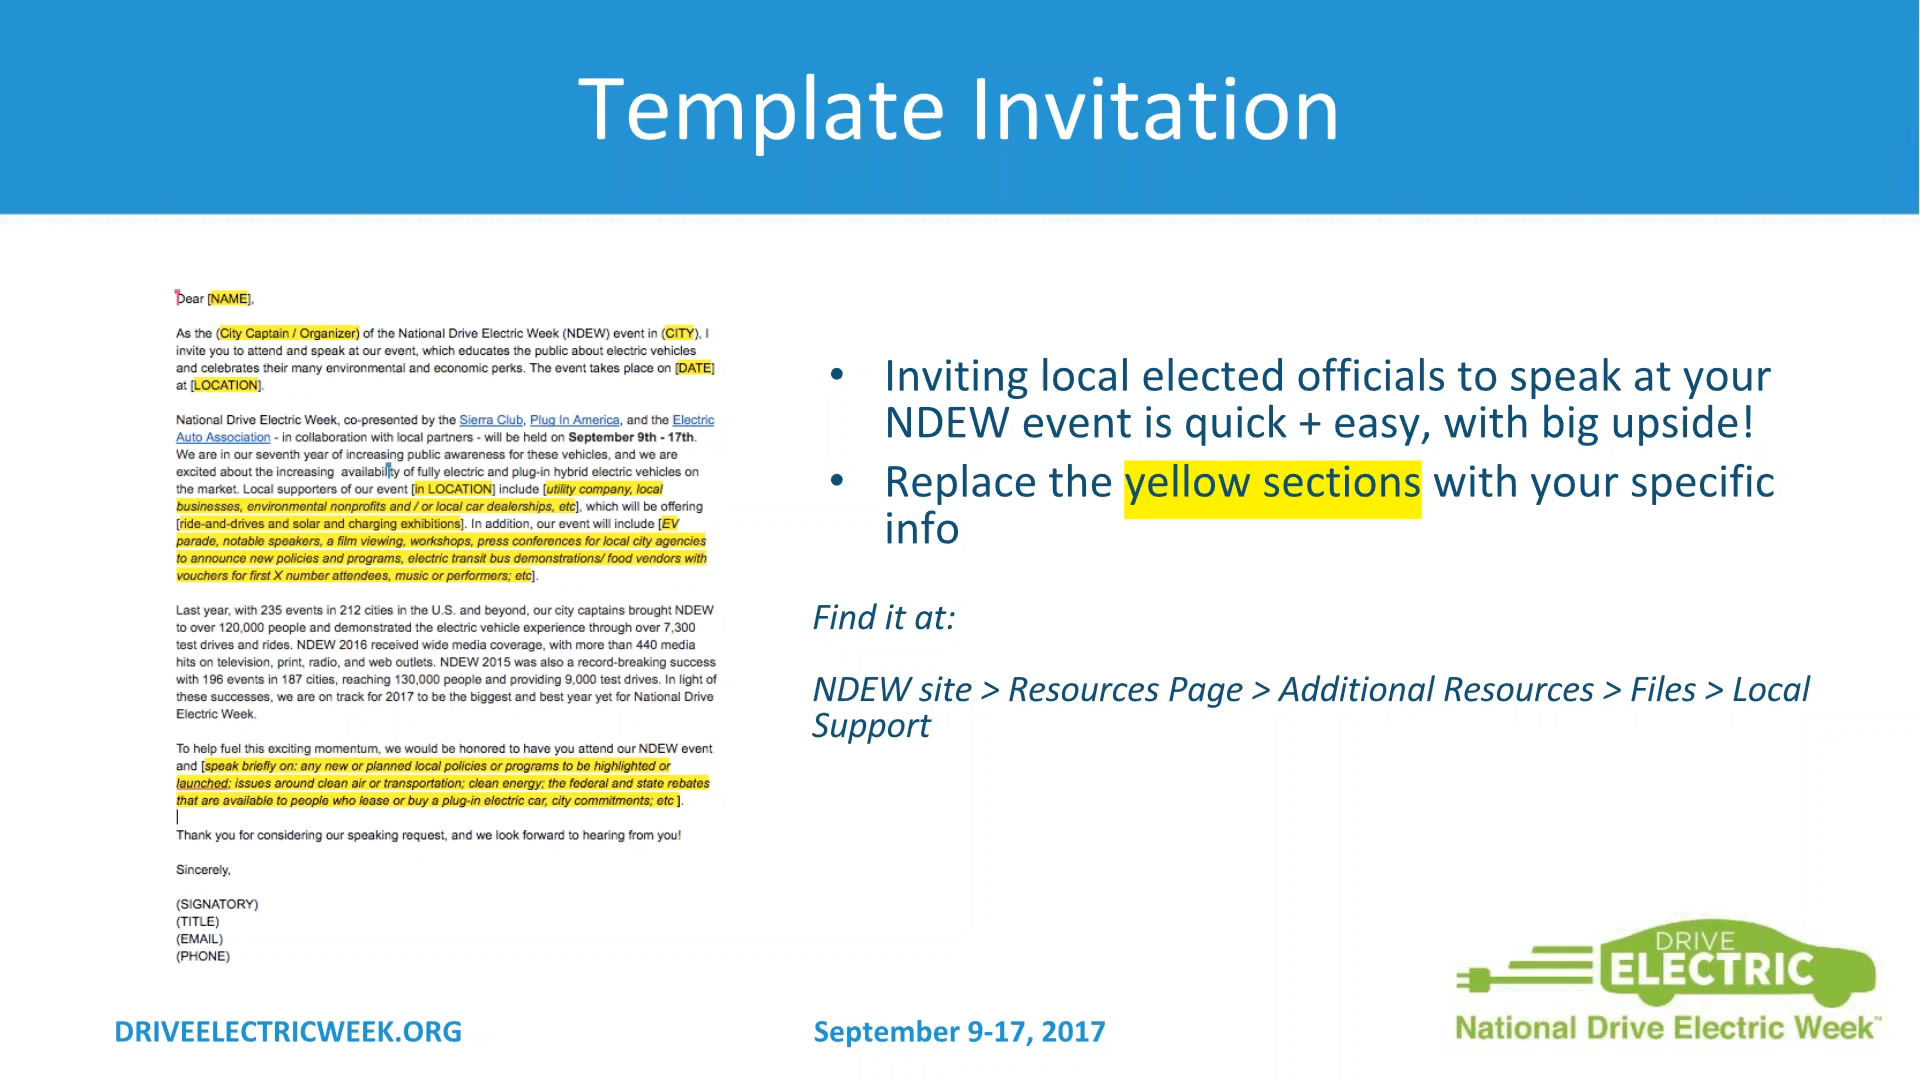 Template Invitation
Dear [NAME],
As the (City Captain / Organizer) of the National Drive Electric Week (NDEW) event in (CITY), I
invite you to attend and speak at our event, which educates the public about electric vehicles
and celebrates their many environmental and economic perks. The event takes place on [DATE]
at [LOCATION].
National Drive Electric Week, co-presented by the Sierra Club, Plug In America, and the Electric
Auto Association - in collaboration with local partners - will be held on September 9th - 17th.
We are in our seventh year of increasing public awareness for these vehicles, and we are
excited about the increasing  availability of fully electric and plug-in hybrid electric vehicles on
the market. Local supporters of our event [in LOCATION] include [utility company, local
businesses, environmental nonprofits and / or local car dealerships, etc], which will be offering
[ride-and-drives and solar and charging exhibitions]. In addition, our event will include [EV
parade, notable speakers, a film viewing, workshops, press conferences for local city agencies
to announce new policies and programs, electric transit bus demonstrations/ food vendors with
vouchers for first X number attendees, music or performers; etc].
Last year, with 235 events in 212 cities in the U.S. and beyond, our city captains brought NDEW
to over 120,000 people and demonstrated the electric vehicle experience through over 7,300
test drives and rides. NDEW 2016 received wide media coverage, with more than 440 media
hits on television, print, radio, and web outlets. NDEW 2015 was also a record-breaking success
with 196 events in 187 cities, reaching 130,000 people and providing 9,000 test drives. In light of
these successes, we are on track for 2017 to be the biggest and best year yet for National Drive
Electric Week.
To help fuel this exciting momentum, we would be honored to have you attend our NDEW event
and [speak briefly on: any new or planned local policies or programs to be highlighted or
launched; issues around clean air or transportation; clean energy; the federal and state rebates
that are available to people who lease or buy a plug-in electric car, city commitments; etc ].
Thank you for considering our speaking request, and we look forward to hearing from you!
Sincerely,
(SIGNATORY)
(TITLE)
(EMAIL)
(PHONE)
• Inviting local elected officials to speak at your
NDEW event is quick + easy, with big upside!
• Replace the yellow sections with your specific
info
Find it at:
NDEW site > Resources Page > Additional Resources > Files > Local
Support
DRIVE
ELECTRIC
National Drive Electric Week™
DRIVEELECTRICWEEK.ORG
September 9-17, 2017